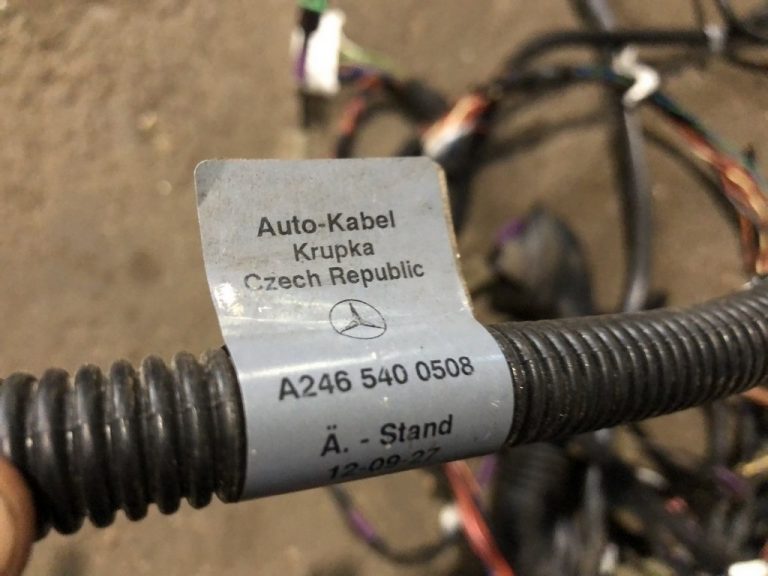 Auto-Kabel
Krupka
Czech Republic
A246 540 0508
Ä. - Stand
12-09-27